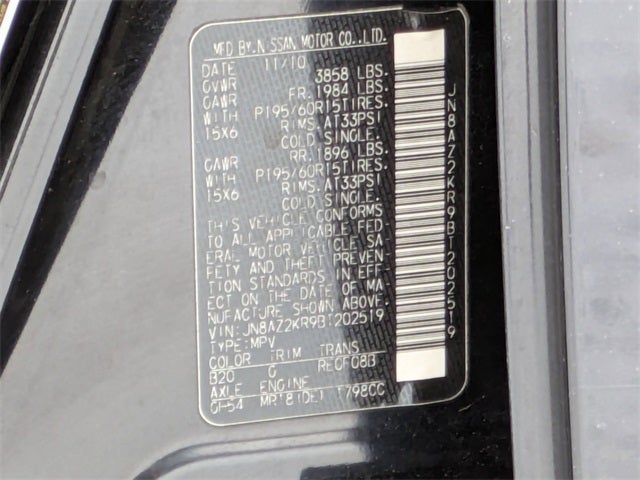 MFD BY: NISSAN MOTOR CO., LTD.
DATE 11/10
GVWR 3858 LBS.
GAWR FR. 1984 LBS.
WITH P195/60R15TIRES.
15X6 RIMS. AT33PSI
COLD SINGLE.
GAWR RR. 1896 LBS.
WITH P195/60R15TIRES.
15X6 RIMS. AT33PSI
COLD SINGLE.
THIS VEHICLE CONFORMS
TO ALL APPLICABLE FED
ERAL MOTOR VEHICLE SA
FETY AND THEFT PREVEN
TION STANDARDS IN EFF
ECT ON THE DATE OF MA
NUFACTURE SHOWN ABOVE.
VIN: JN8AZ2KR9BT202519
TYPE: MPV
COLOR TRIM TRANS
B20 G RE0F08B
AXLE ENGINE
GH54 MR18(DE) 1798CC
JN8AZ2KR9BT202519